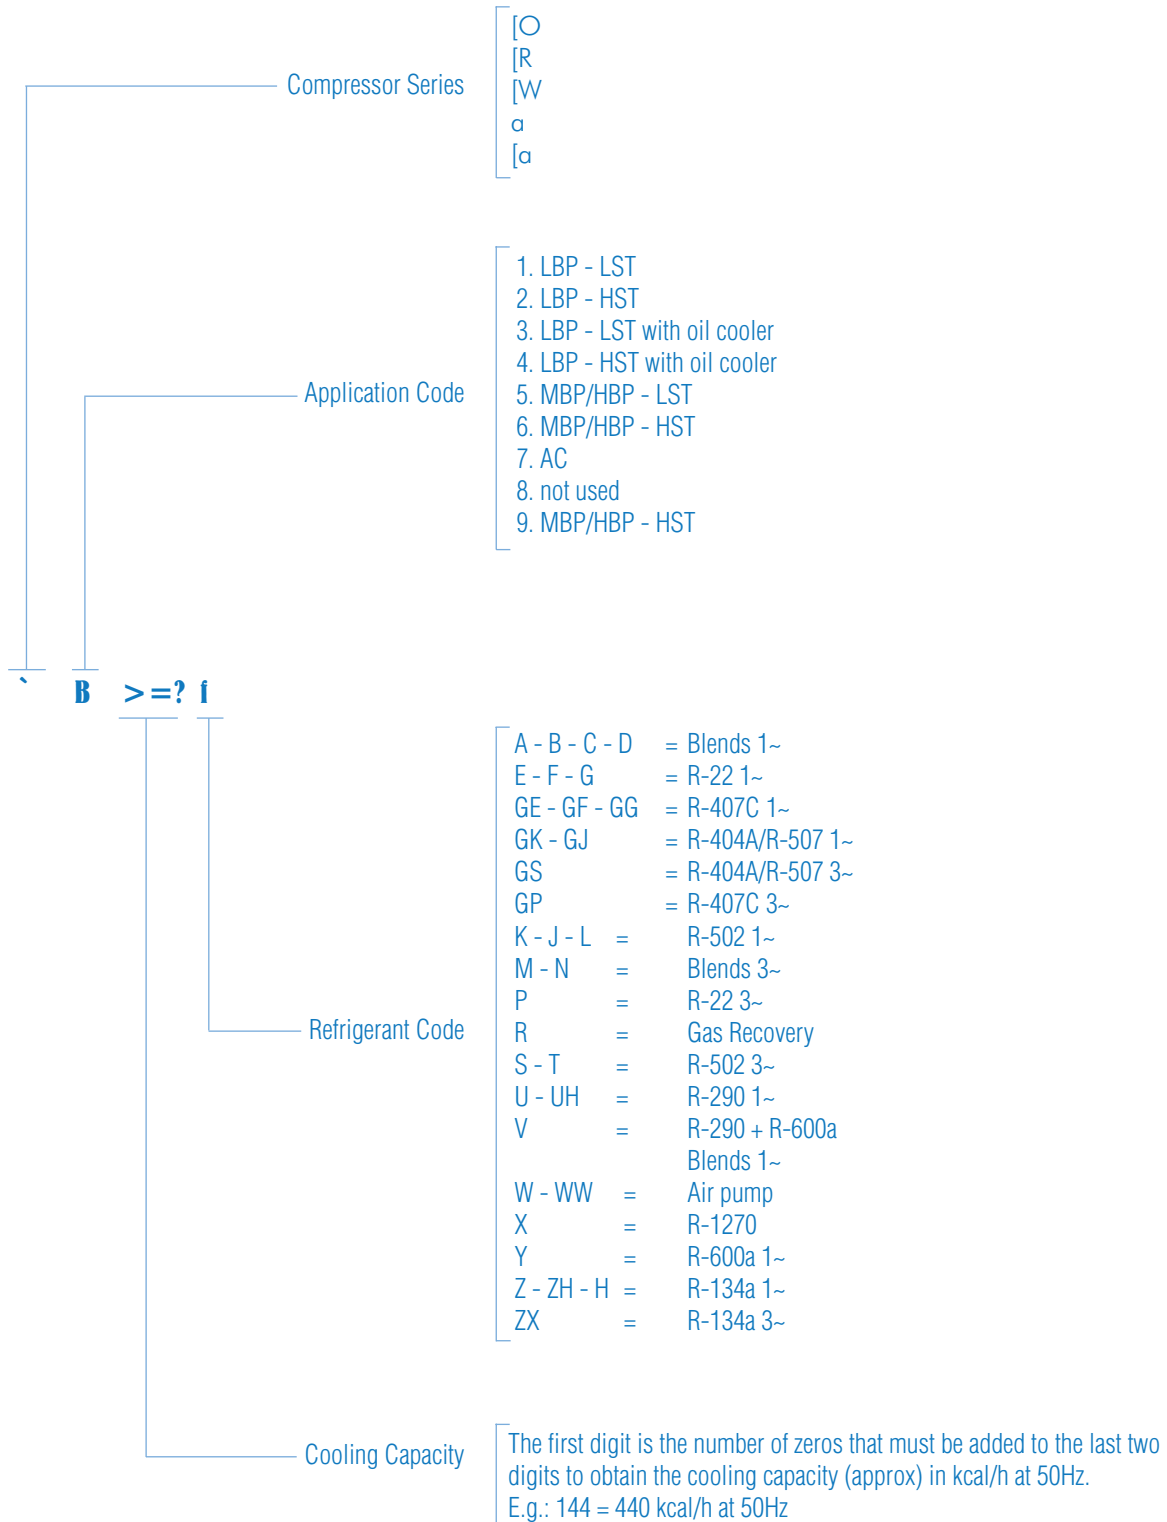 [O
[R
Compressor Series
[W
a
[a
1. LBP - LST
2. LBP - HST
3. LBP - LST with oil cooler
4. LBP - HST with oil cooler
Application Code
5. MBP/HBP - LST
6. MBP/HBP - HST
7. AC
8. not used
9. MBP/HBP - HST
` B >=? f
A - B - C - D = Blends 1~
E - F - G = R-22 1~
GE - GF - GG = R-407C 1~
GK - GJ = R-404A/R-507 1~
GS = R-404A/R-507 3~
GP = R-407C 3~
K - J - L = R-502 1~
M - N = Blends 3~
P = R-22 3~
Refrigerant Code
R = Gas Recovery
S - T = R-502 3~
U - UH = R-290 1~
V = R-290 + R-600a
Blends 1~
W - WW = Air pump
X = R-1270
Y = R-600a 1~
Z - ZH - H = R-134a 1~
ZX = R-134a 3~
Cooling Capacity
The first digit is the number of zeros that must be added to the last two
digits to obtain the cooling capacity (approx) in kcal/h at 50Hz.
E.g.: 144 = 440 kcal/h at 50Hz